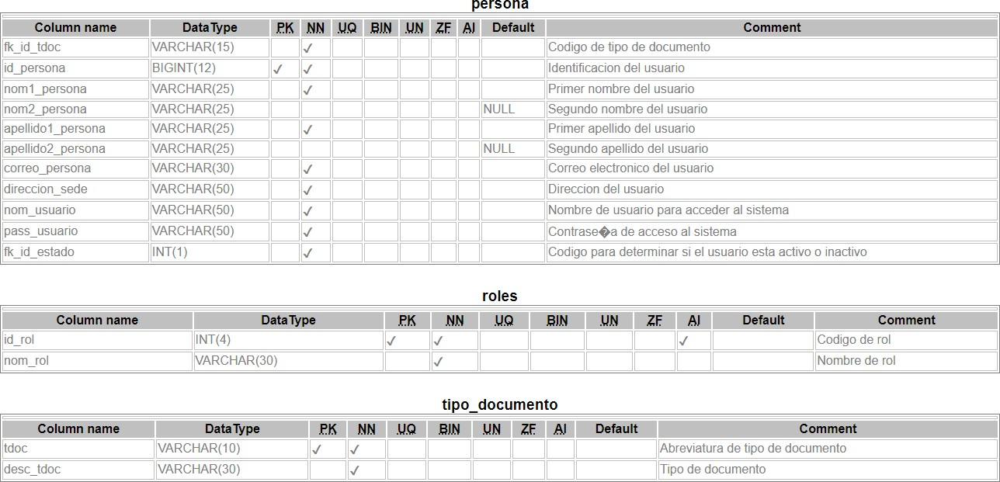 persona
Column name DataType PK NN UQ BIN UN ZF AI Default Comment
fk_id_tdoc VARCHAR(15) ✓ Codigo de tipo de documento
id_persona BIGINT(12) ✓ ✓ Identificacion del usuario
nom1_persona VARCHAR(25) ✓ Primer nombre del usuario
nom2_persona VARCHAR(25) NULL Segundo nombre del usuario
apellido1_persona VARCHAR(25) ✓ Primer apellido del usuario
apellido2_persona VARCHAR(25) NULL Segundo apellido del usuario
correo_persona VARCHAR(30) ✓ Correo electronico del usuario
direccion_sede VARCHAR(50) ✓ Direccion del usuario
nom_usuario VARCHAR(50) ✓ Nombre de usuario para acceder al sistema
pass_usuario VARCHAR(50) ✓ Contrase�a de acceso al sistema
fk_id_estado INT(1) ✓ Codigo para determinar si el usuario esta activo o inactivo
roles
Column name DataType PK NN UQ BIN UN ZF AI Default Comment
id_rol INT(4) ✓ ✓ ✓ Codigo de rol
nom_rol VARCHAR(30) ✓ Nombre de rol
tipo_documento
Column name DataType PK NN UQ BIN UN ZF AI Default Comment
tdoc VARCHAR(10) ✓ ✓ Abreviatura de tipo de documento
desc_tdoc VARCHAR(30) ✓ Tipo de documento